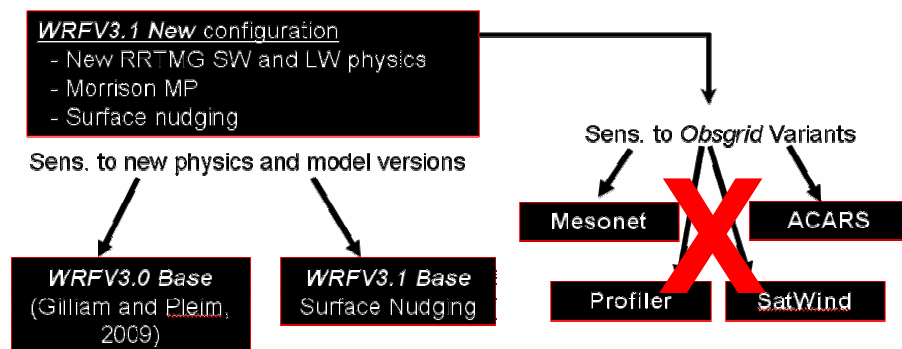 WRFV3.1 New configuration
- New RRTMG SW and LW physics
- Morrison MP
- Surface nudging
Sens. to new physics and model versions
WRFV3.0 Base
(Gilliam and Pleim,
2009)
WRFV3.1 Base
Surface Nudging
Sens. to Obsgrid Variants
Mesonet
ACARS
Profiler
SatWind
X